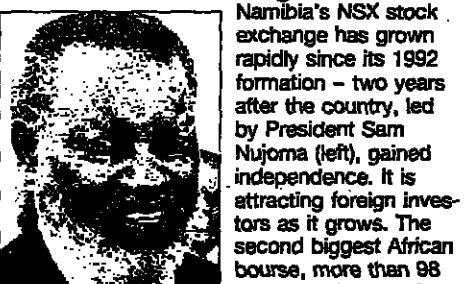 Namibia's NSX stock
exchange has grown
rapidly since its 1992
formation – two years
after the country, led
by President Sam
Nujoma (left), gained
independence. It is
attracting foreign inves-
tors as it grows. The
second biggest African
bourse, more than 98